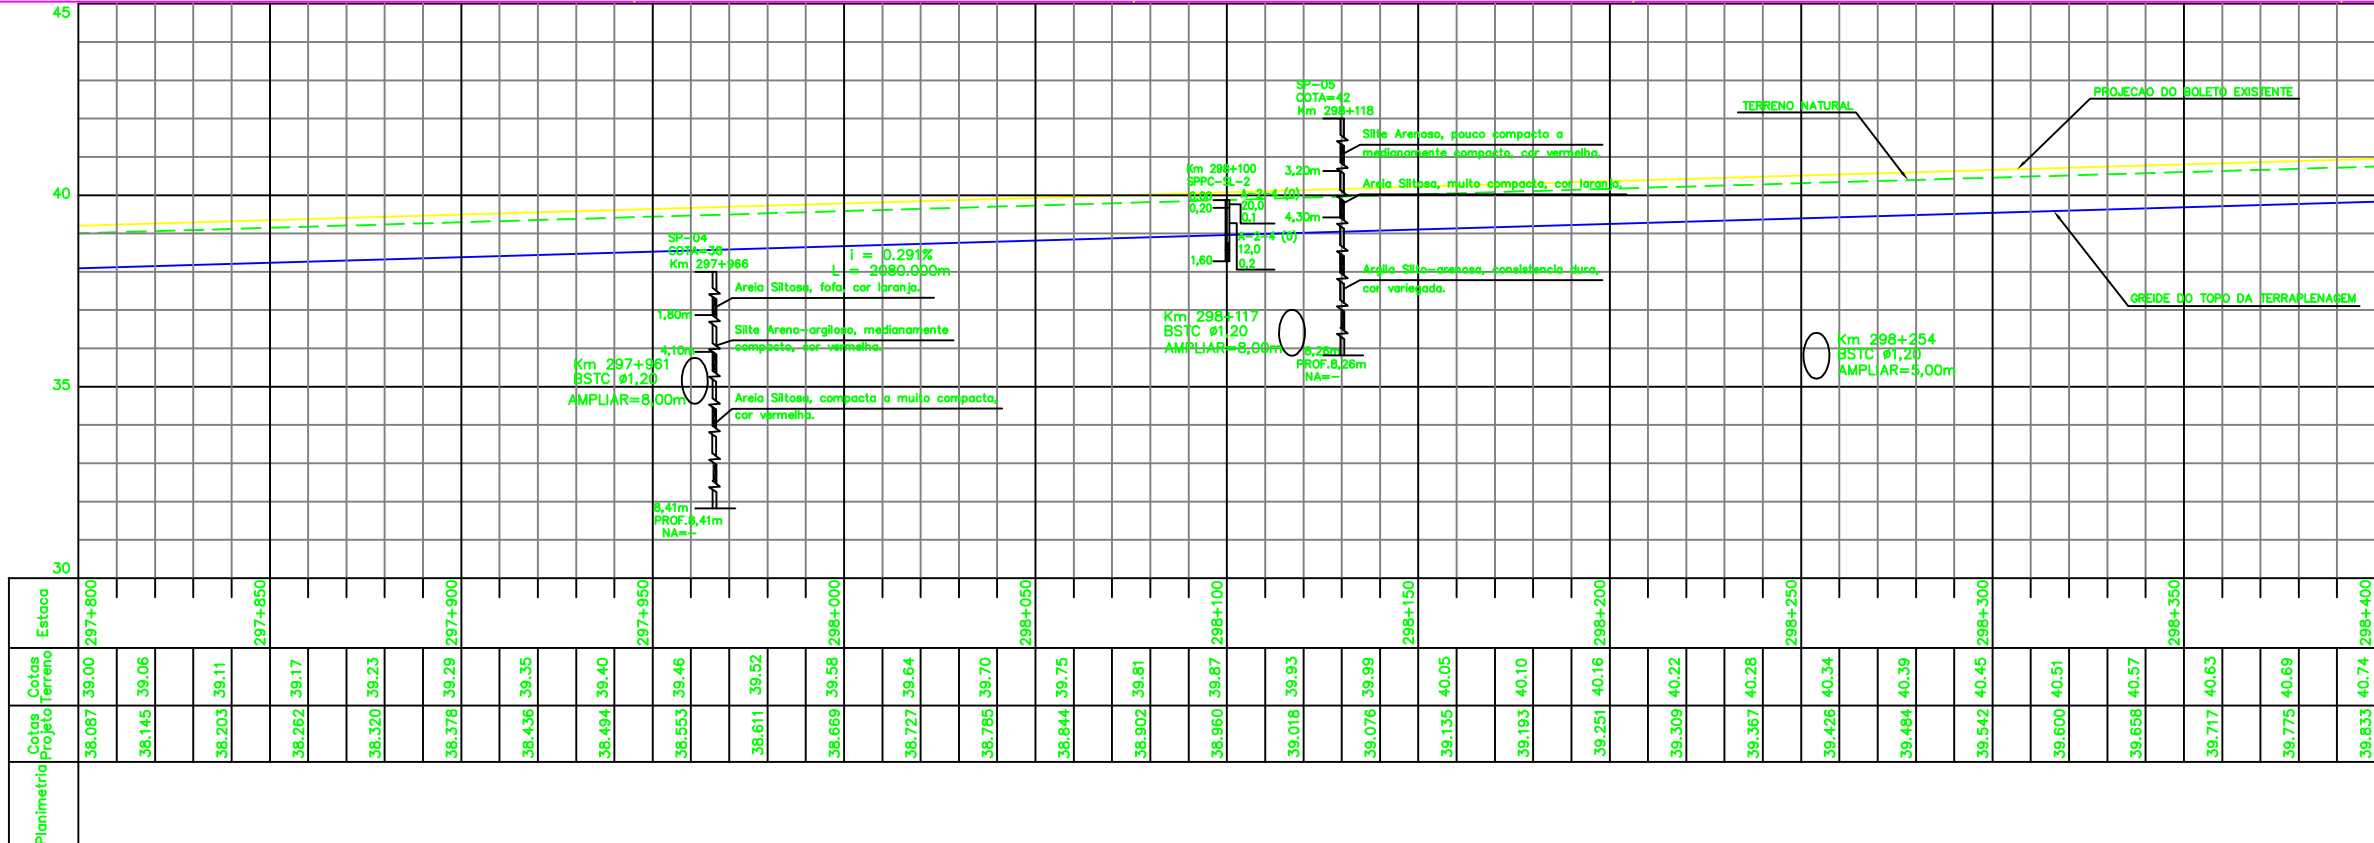 45
40
35
30
SP-04
COTA=38
Km 297+966
i = 0.291%
L = 2080.000m
Areia Siltosa, fofa, cor laranja.
1,80m
Silte Areno-argiloso, medianamente
compacto, cor vermelha.
4,10m
Km 297+961
BSTC ø1,20
AMPLIAR=8,00m
Areia Siltosa, compacta a muito compacta,
cor vermelha.
8,41m
PROF.8,41m
NA=-
Km 298+100
SPPC-SL-2
0,00
0,20
1,60
A-2-4 (0)
20,0
0,1
A-2-4 (0)
12,0
0,2
SP-05
COTA=42
Km 298+118
Silte Arenoso, pouco compacto a
medianamente compacto, cor vermelha.
3,20m
Areia Siltosa, muito compacta, cor laranja.
4,30m
Argila Silto-arenosa, consistencia dura,
cor variegada.
Km 298+117
BSTC ø1,20
AMPLIAR=8,00m
8,26m
PROF.8,26m
NA=-
TERRENO NATURAL
PROJECAO DO BOLETO EXISTENTE
GREIDE DO TOPO DA TERRAPLENAGEM
Km 298+254
BSTC ø1,20
AMPLIAR=5,00m
Estaca
297+800 297+850 297+900 297+950 298+000 298+050 298+100 298+150 298+200 298+250 298+300 298+350 298+400
Cotas
Terreno
39.00 39.06 39.11 39.17 39.23 39.29 39.35 39.40 39.46 39.52 39.58 39.64 39.70 39.75 39.81 39.87 39.93 39.99 40.05 40.10 40.16 40.22 40.28 40.34 40.39 40.45 40.51 40.57 40.63 40.69 40.74
Cotas
Projeto
38.087 38.145 38.203 38.262 38.320 38.378 38.436 38.494 38.553 38.611 38.669 38.727 38.785 38.844 38.902 38.960 39.018 39.076 39.135 39.193 39.251 39.309 39.367 39.426 39.484 39.542 39.600 39.658 39.717 39.775 39.833
Planimetria